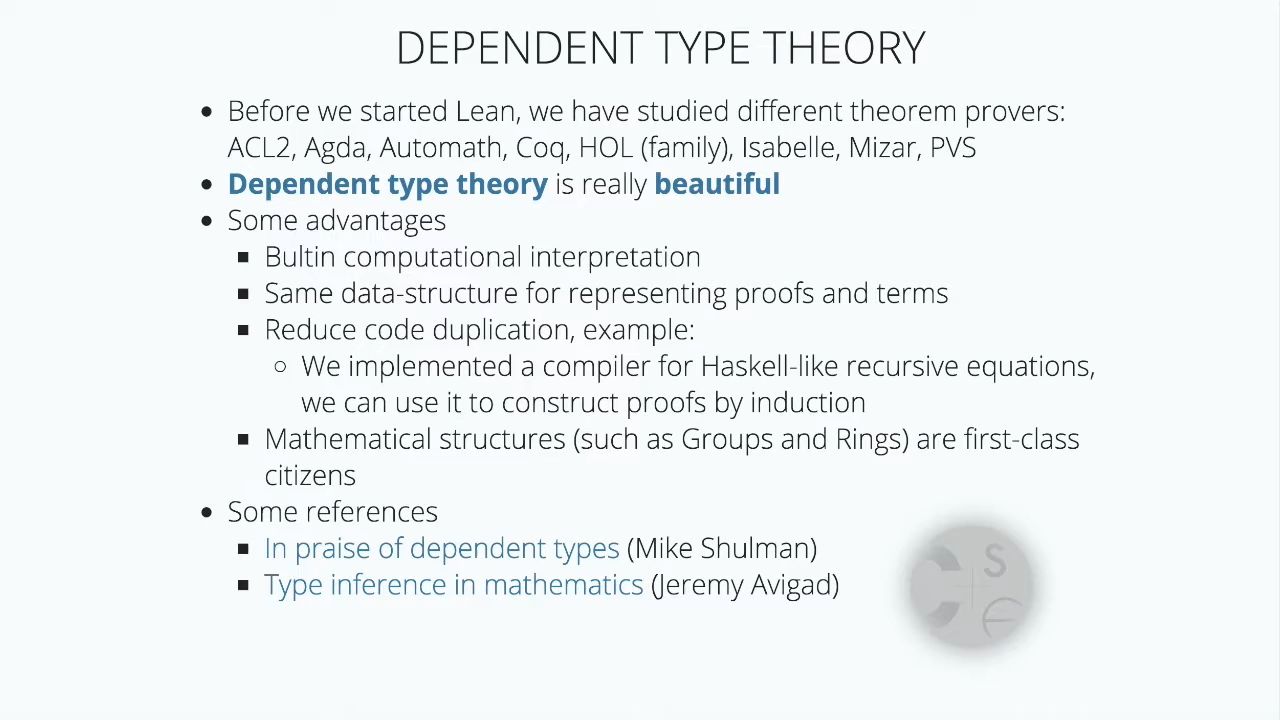 DEPENDENT TYPE THEORY
• Before we started Lean, we have studied different theorem provers:
ACL2, Agda, Automath, Coq, HOL (family), Isabelle, Mizar, PVS
• Dependent type theory is really beautiful
• Some advantages
▪ Bultin computational interpretation
▪ Same data-structure for representing proofs and terms
▪ Reduce code duplication, example:
○ We implemented a compiler for Haskell-like recursive equations,
we can use it to construct proofs by induction
▪ Mathematical structures (such as Groups and Rings) are first-class
citizens
• Some references
▪ In praise of dependent types (Mike Shulman)
▪ Type inference in mathematics (Jeremy Avigad)
C S E